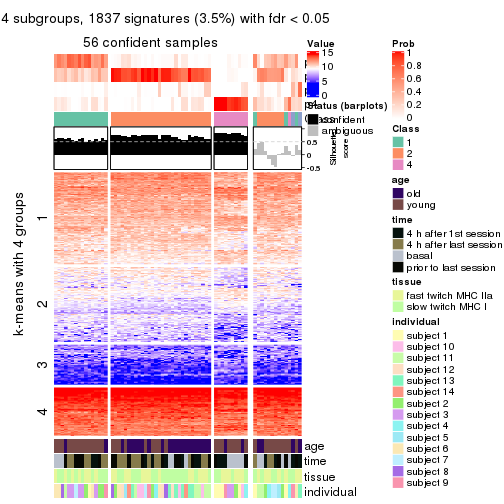 4 subgroups, 1837 signatures (3.5%) with fdr < 0.05
56 confident samples
k-means with 4 groups
1
2
3
4
0.5
0
-0.5
Silhouette
score
age
time
tissue
individual
Value
15
10
5
0
Status (barplots)
confident
ambiguous
Prob
1
0.8
0.6
0.4
0.2
0
Class
1
2
4
age
old
young
time
4 h after 1st session
4 h after last session
basal
prior to last session
tissue
fast twitch MHC IIa
slow twitch MHC I
individual
subject 1
subject 10
subject 11
subject 12
subject 13
subject 14
subject 2
subject 3
subject 4
subject 5
subject 6
subject 7
subject 8
subject 9